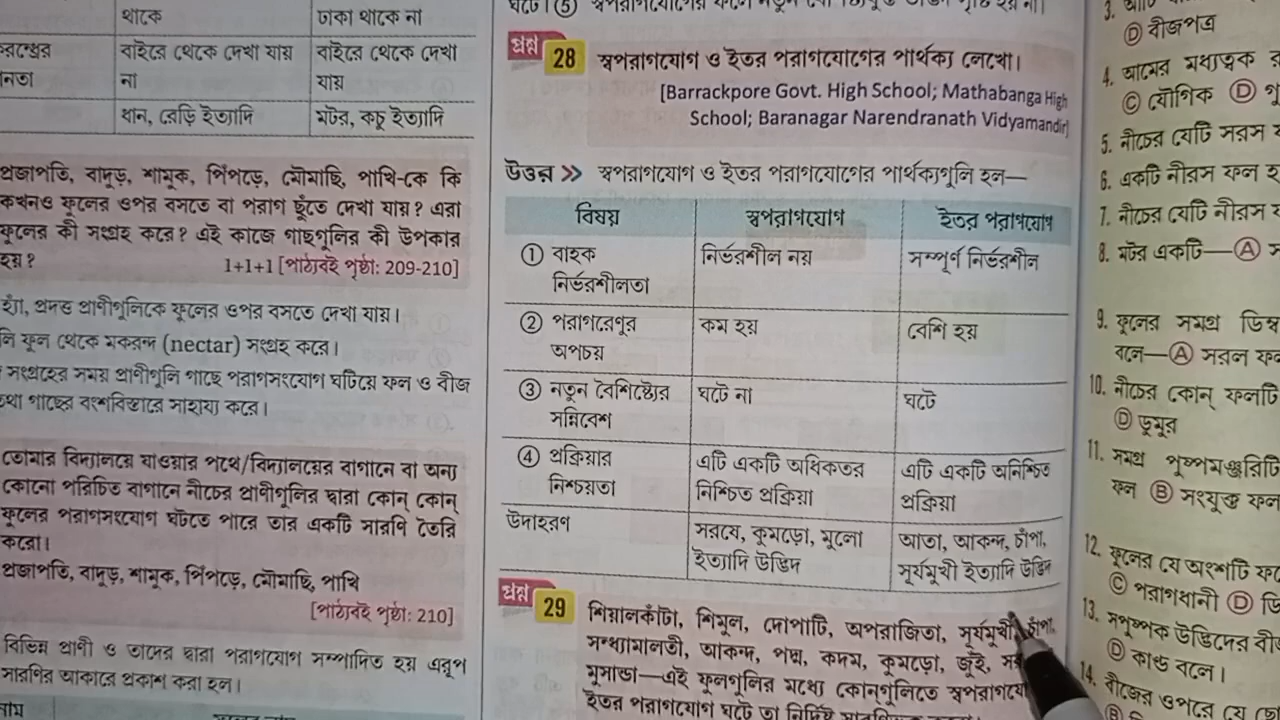 থাকে
ঢাকা থাকে না
বাইরে থেকে দেখা যায়
না
বাইরে থেকে দেখা
যায়
ধান, রেড়ি ইত্যাদি
মটর, কচু ইত্যাদি
প্রজাপতি, বাদুড়, শামুক, পিঁপড়ে, মৌমাছি, পাখি-কে কি
কখনও ফুলের ওপর বসতে বা পরাগ ছুঁতে দেখা যায়? এরা
ফুলের কী সংগ্রহ করে? এই কাজে গাছগুলির কী উপকার
হয়?
1+1+1 [পাঠ্যবই পৃষ্ঠা: 209-210]
হ্যাঁ, প্রদত্ত প্রাণীগুলিকে ফুলের ওপর বসতে দেখা যায়।
ফুল থেকে মকরন্দ (nectar) সংগ্রহ করে।
সংগ্রহের সময় প্রাণীগুলি গাছে পরাগসংযোগ ঘটিয়ে ফল ও বীজ
তথা গাছের বংশবিস্তারে সাহায্য করে।
তোমার বিদ্যালয়ে যাওয়ার পথে/বিদ্যালয়ের বাগানে বা অন্য
কোনো পরিচিত বাগানে নীচের প্রাণীগুলির দ্বারা কোন্ কোন্
ফুলের পরাগসংযোগ ঘটতে পারে তার একটি সারণি তৈরি
করো।
প্রজাপতি, বাদুড়, শামুক, পিঁপড়ে, মৌমাছি, পাখি
[পাঠ্যবই পৃষ্ঠা: 210]
বিভিন্ন প্রাণী ও তাদের দ্বারা পরাগযোগ সম্পাদিত হয় এরূপ
সারণির আকারে প্রকাশ করা হল।
প্রশ্ন 28 স্বপরাগযোগ ও ইতর পরাগযোগের পার্থক্য লেখো।
[Barrackpore Govt. High School; Mathabanga High
School; Baranagar Narendranath Vidyamandir]
উত্তর >> স্বপরাগযোগ ও ইতর পরাগযোগের পার্থক্যগুলি হল—
বিষয়
স্বপরাগযোগ
ইতর পরাগযোগ
① বাহক
নির্ভরশীলতা
নির্ভরশীল নয়
সম্পূর্ণ নির্ভরশীল
② পরাগরেণুর
অপচয়
কম হয়
বেশি হয়
③ নতুন বৈশিষ্ট্যের
সন্নিবেশ
ঘটে না
ঘটে
④ প্রক্রিয়ার
নিশ্চয়তা
এটি একটি অধিকতর
নিশ্চিত প্রক্রিয়া
এটি একটি অনিশ্চিত
প্রক্রিয়া
উদাহরণ
সরষে, কুমড়ো, মুলো
ইত্যাদি উদ্ভিদ
আতা, আকন্দ, চাঁপা,
সূর্যমুখী ইত্যাদি উদ্ভিদ
প্রশ্ন 29 শিয়ালকাঁটা, শিমুল, দোপাটি, অপরাজিতা, সূর্যমুখী, চাঁপা,
সন্ধ্যামালতী, আকন্দ, পদ্ম, কদম, কুমড়ো, জুঁই,
মুসান্ডা—এই ফুলগুলির মধ্যে কোন্‌গুলিতে
ইতর পরাগযোগ ঘটে তা
3.
Ⓓ বীজপত্র
4. আমের মধ্যত্বক
Ⓒ যৌগিক Ⓓ
5. নীচের যেটি সরস
6. একটি নীরস ফল
7. নীচের যেটি নীরস
8. মটর একটি— Ⓐ
9. ফুলের সমগ্র
বলে— Ⓐ সরল
10. নীচের কোন্ ফলটি
Ⓓ ডুমুর
11. সমগ্র পুষ্পমঞ্জরিটি
ফল Ⓑ সংযুক্ত
12. ফুলের যে অংশটি
Ⓒ পরাগধানী Ⓓ
13. সপুষ্পক উদ্ভিদের
Ⓓ কাণ্ড বলে।
14. বীজের ওপরে যে